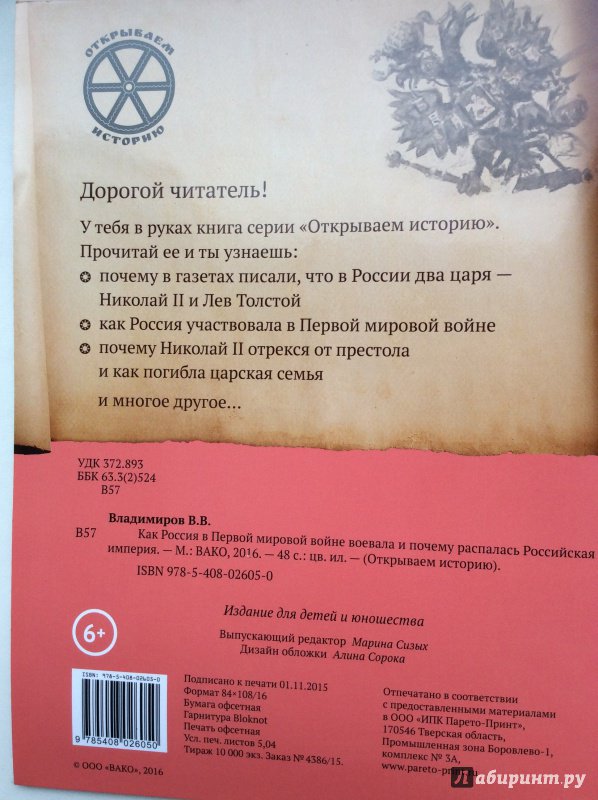 ОТКРЫВАЕМ
ИСТОРИЮ
Дорогой читатель!
У тебя в руках книга серии «Открываем историю».
Прочитай ее и ты узнаешь:
почему в газетах писали, что в России два царя —
Николай II и Лев Толстой
как Россия участвовала в Первой мировой войне
почему Николай II отрекся от престола
и как погибла царская семья
и многое другое...
УДК 372.893
ББК 63.3(2)524
В57
Владимиров В.В.
В57 Как Россия в Первой мировой войне воевала и почему распалась Российская
империя. — М.: ВАКО, 2016. — 48 с.: цв. ил. — (Открываем историю).
ISBN 978-5-408-02605-0
Издание для детей и юношества
Выпускающий редактор Марина Сизых
Дизайн обложки Алина Сорока
6+
ISBN: 978-5-408-02605-0
9 785408 026050
© ООО «ВАКО», 2016
Подписано к печати 01.11.2015
Формат 84×108/16
Бумага офсетная
Гарнитура Bloknot
Печать офсетная
Усл. печ. листов 5,04
Тираж 10 000 экз. Заказ № 4386/15.
Отпечатано в соответствии
с предоставленными материалами
в ООО «ИПК Парето-Принт»,
170546 Тверская область,
Промышленная зона Боровлево-1,
комплекс № 3А,
www.pareto-pr
Лабиринт.ру